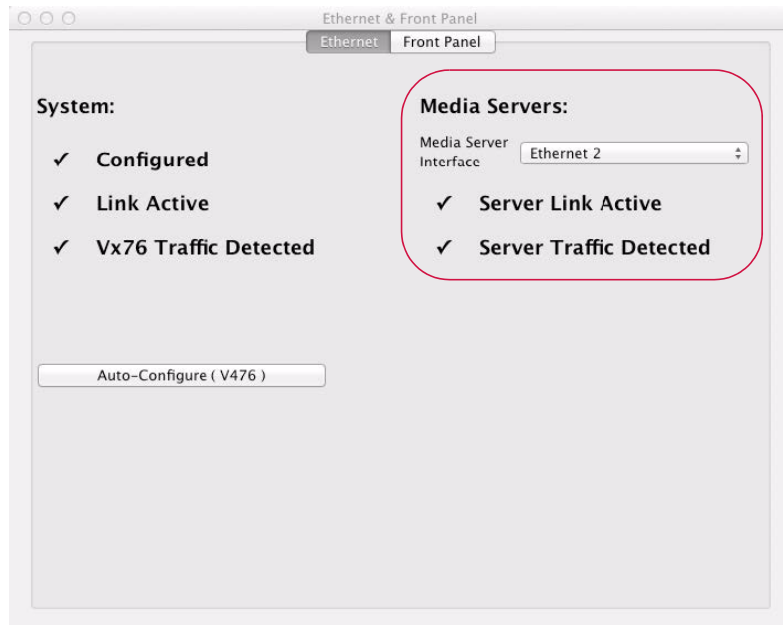 Ethernet & Front Panel
Ethernet
Front Panel
System:
✓ Configured
✓ Link Active
✓ Vx76 Traffic Detected
Auto-Configure ( V476 )
Media Servers:
Media Server
Interface
Ethernet 2
✓ Server Link Active
✓ Server Traffic Detected